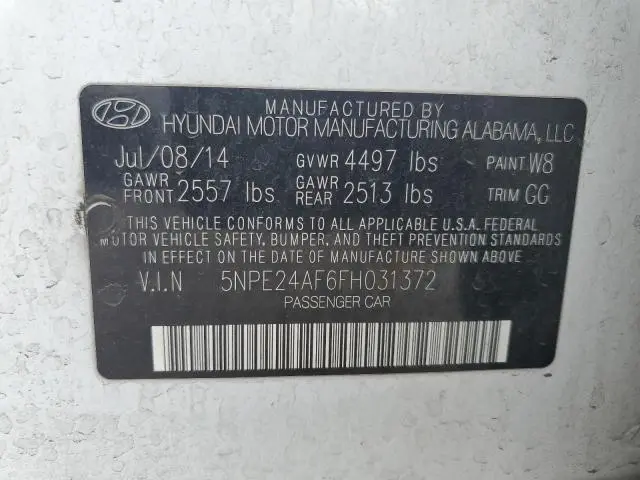 MANUFACTURED BY
HYUNDAI MOTOR MANUFACTURING ALABAMA, LLC
Jul/08/14 GVWR 4497 lbs PAINT W8
GAWR FRONT 2557 lbs GAWR REAR 2513 lbs TRIM GG
THIS VEHICLE CONFORMS TO ALL APPLICABLE U.S.A. FEDERAL
MOTOR VEHICLE SAFETY, BUMPER, AND THEFT PREVENTION STANDARDS
IN EFFECT ON THE DATE OF MANUFACTURE SHOWN ABOVE.
V.I.N 5NPE24AF6FH031372
PASSENGER CAR